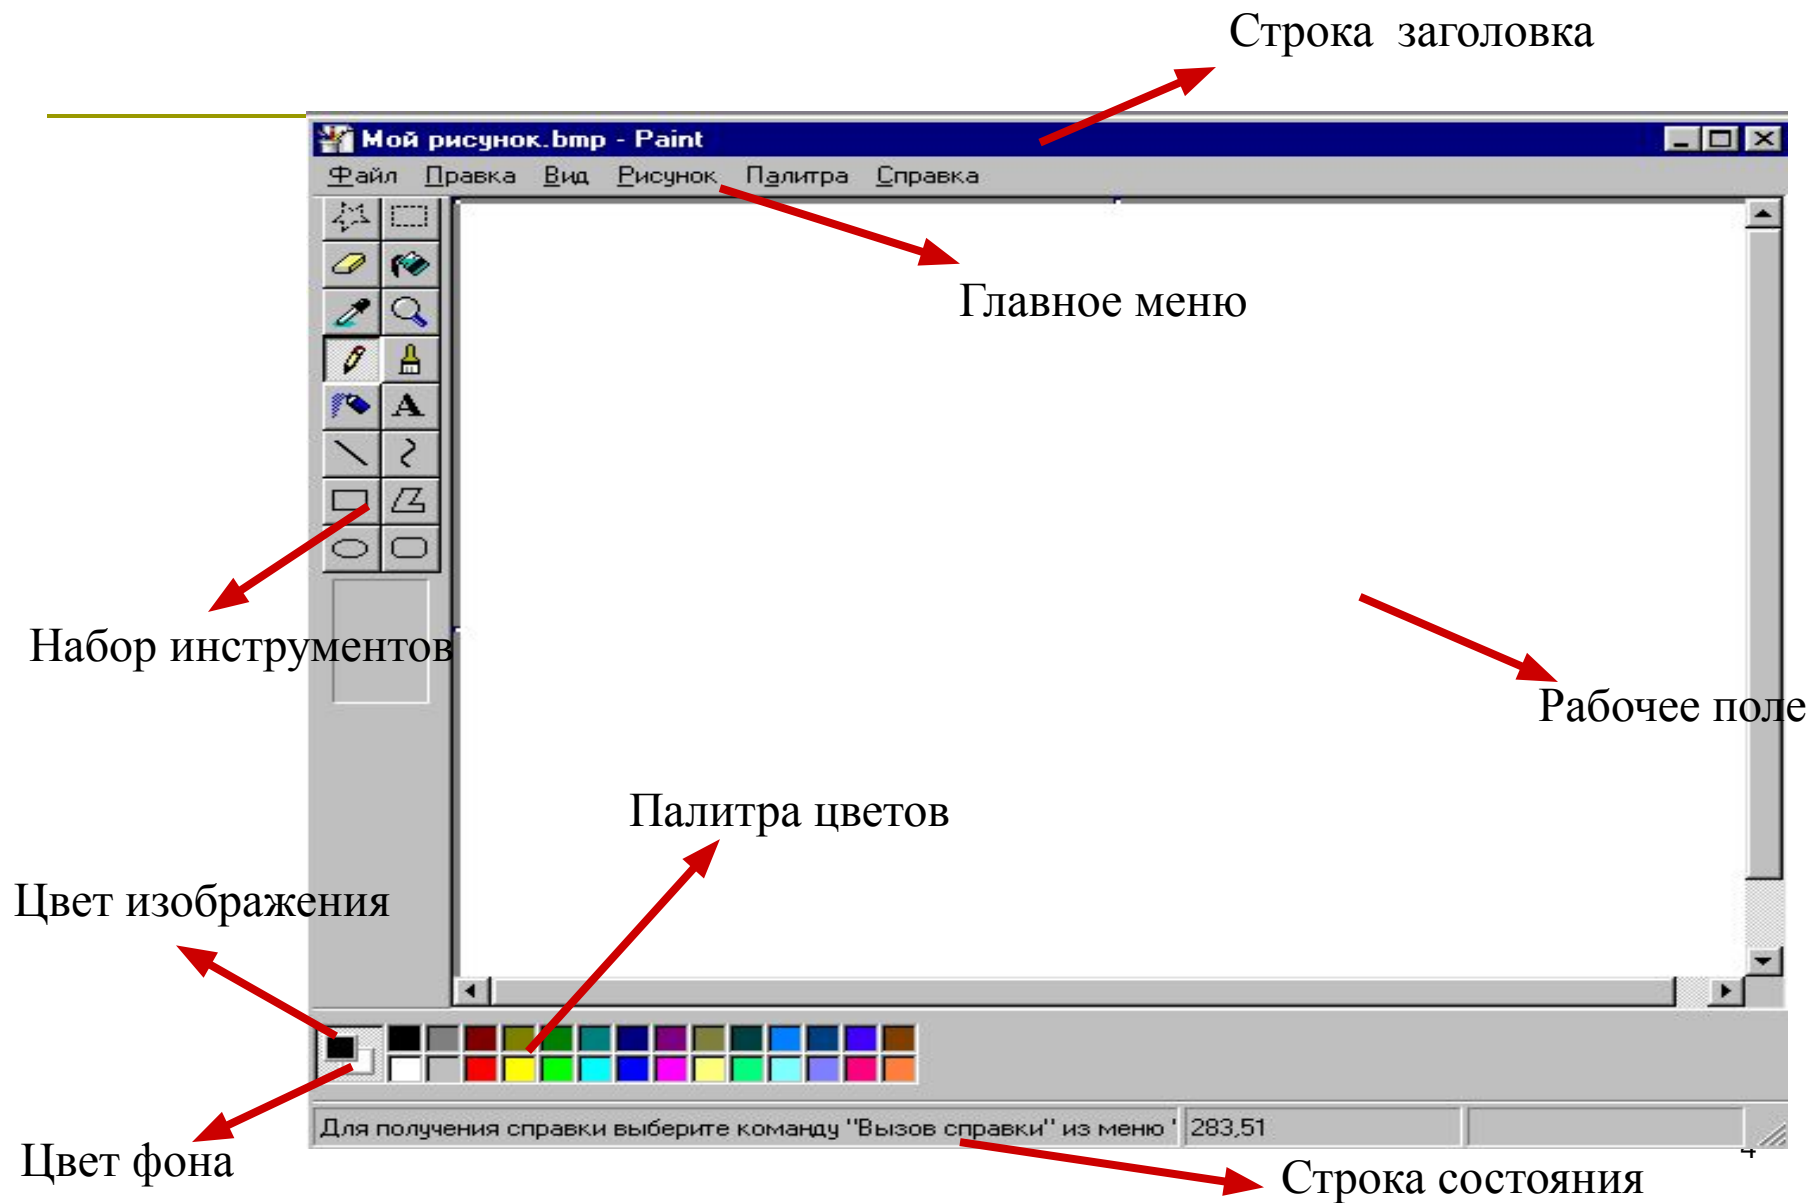 Строка заголовка
Мой рисунок.bmp - Paint
Файл Правка Вид Рисунок Палитра Справка
Главное меню
A
Набор инструментов
Рабочее поле
Палитра цветов
Цвет изображения
Для получения справки выберите команду "Вызов справки" из меню ' 283,51
Цвет фона
Строка состояния
4